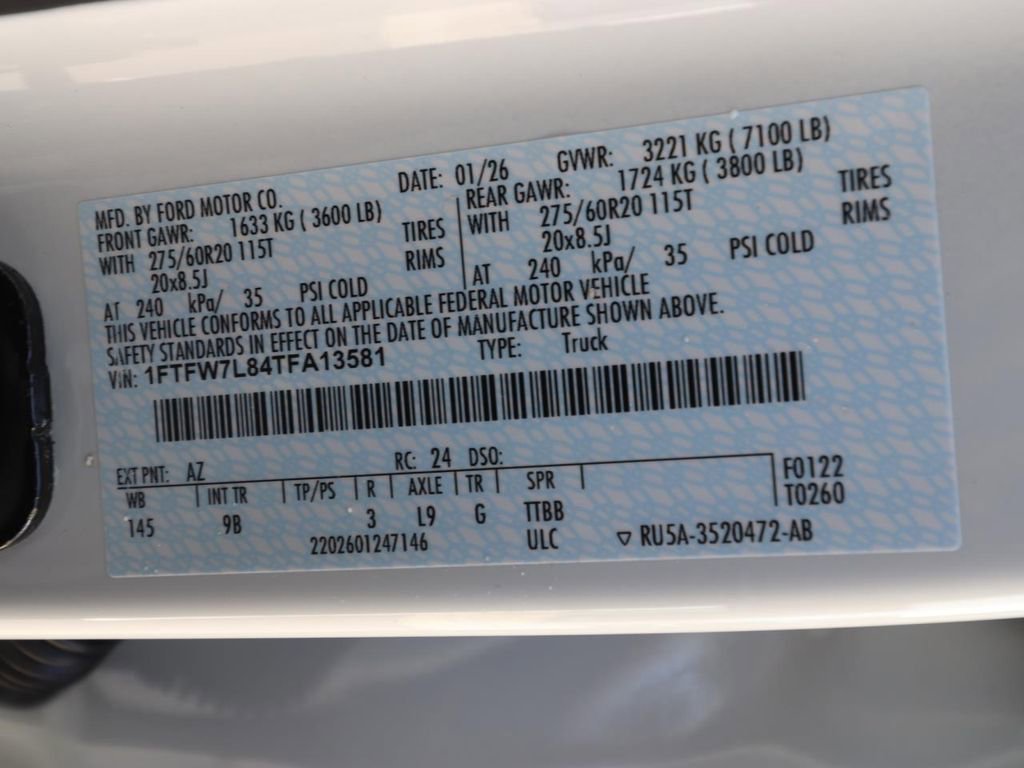 MFD. BY FORD MOTOR CO. DATE: 01/26 GVWR: 3221 KG ( 7100 LB)
FRONT GAWR: 1633 KG ( 3600 LB) REAR GAWR: 1724 KG ( 3800 LB)
WITH 275/60R20 115T TIRES WITH 275/60R20 115T TIRES
20x8.5J RIMS 20x8.5J RIMS
AT 240 kPa/ 35 PSI COLD AT 240 kPa/ 35 PSI COLD
THIS VEHICLE CONFORMS TO ALL APPLICABLE FEDERAL MOTOR VEHICLE
SAFETY STANDARDS IN EFFECT ON THE DATE OF MANUFACTURE SHOWN ABOVE.
VIN: 1FTFW7L84TFA13581 TYPE: Truck
EXT PNT: AZ RC: 24 DSO:
WB INT TR TP/PS R AXLE TR SPR F0122
145 9B 3 L9 G TTBB T0260
2202601247146 ULC ▽ RU5A-3520472-AB